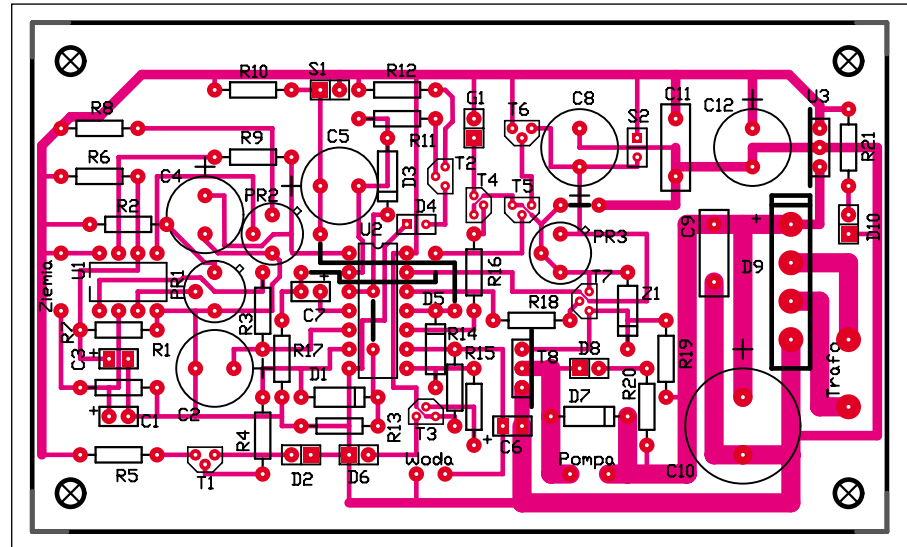 R10
S1
R12
R8
G1
T6
C8
S2
C11
C12
U3
R9
C5
R11
R21
R6
C4
PR2
D3
T2
T4
T5
R2
D4
U2
PR3
C9
D10
Ziemia
U1
PR1
R16
D9
T7
R3
C7
D5
R18
Z1
R7
R1
R17
R14
C3
R15
T8
D8
R19
Trafo
C2
D1
R20
C1
R4
R13
T3
D7
C6
R5
T1
D2
D6
Woda
Pompa
C10